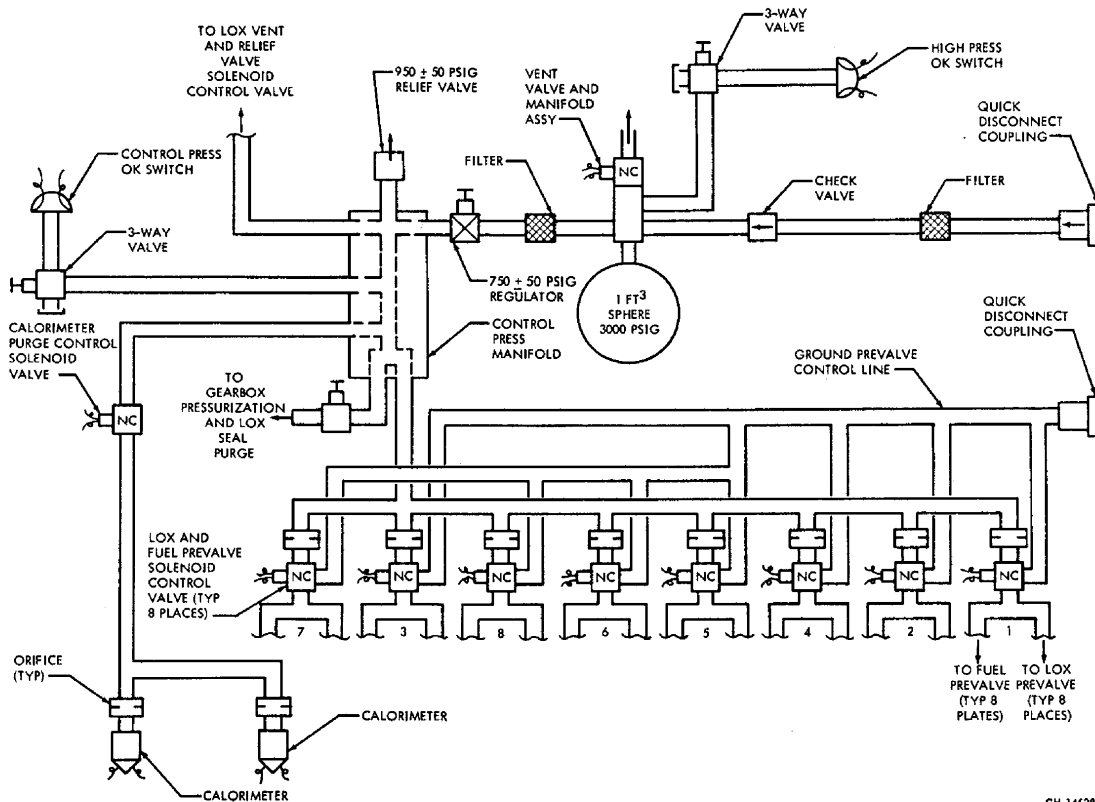 TO LOX VENT
AND RELIEF
VALVE
SOLENOID
CONTROL VALVE
950 ± 50 PSIG
RELIEF VALVE
VENT
VALVE AND
MANIFOLD
ASSY
3-WAY
VALVE
HIGH PRESS
OK SWITCH
QUICK
DISCONNECT
COUPLING
CONTROL PRESS
OK SWITCH
FILTER
NC
CHECK
VALVE
FILTER
3-WAY
VALVE
750 ± 50 PSIG
REGULATOR
1 FT3
SPHERE
3000 PSIG
QUICK
DISCONNECT
COUPLING
CALORIMETER
PURGE CONTROL
SOLENOID
VALVE
CONTROL
PRESS
MANIFOLD
GROUND PREVALVE
CONTROL LINE
NC
TO
GEARBOX
PRESSURIZATION
AND LOX
SEAL
PURGE
LOX AND
FUEL PREVALVE
SOLENOID
CONTROL
VALVE (TYP
8 PLACES)
NC NC NC NC NC NC NC NC
7 3 8 6 5 4 2 1
TO FUEL
PREVALVE
(TYP 8
PLATES)
TO LOX
PREVALVE
(TYP 8
PLACES)
ORIFICE
(TYP)
CALORIMETER
CALORIMETER